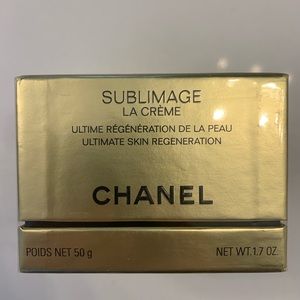 SUBLIMAGE
LA CRÈME
ULTIME RÉGÉNÉRATION DE LA PEAU
ULTIMATE SKIN REGENERATION
CHANEL
POIDS NET 50 g NET WT.1.7 OZ.